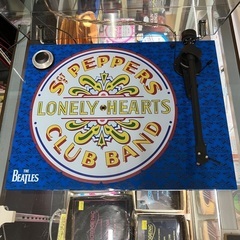 Sgt. PEPPERS
LONELY HEARTS
CLUB BAND
THE
BEATLES